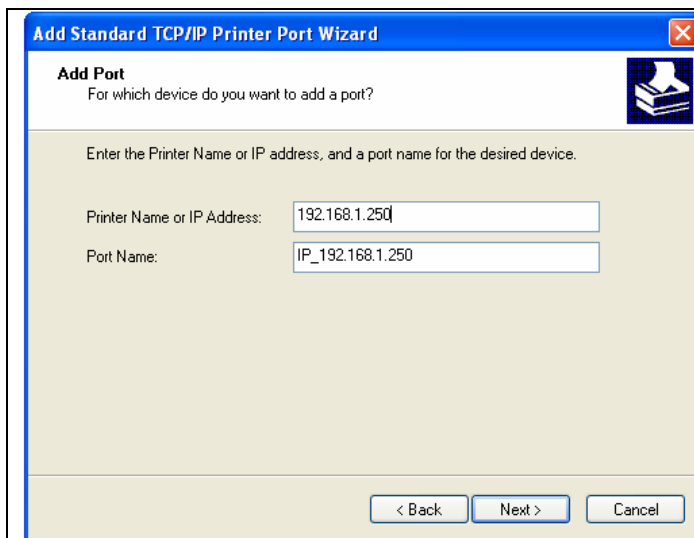 Add Standard TCP/IP Printer Port Wizard
Add Port
For which device do you want to add a port?
Enter the Printer Name or IP address, and a port name for the desired device.
Printer Name or IP Address: 192.168.1.250
Port Name: IP_192.168.1.250
< Back Next > Cancel